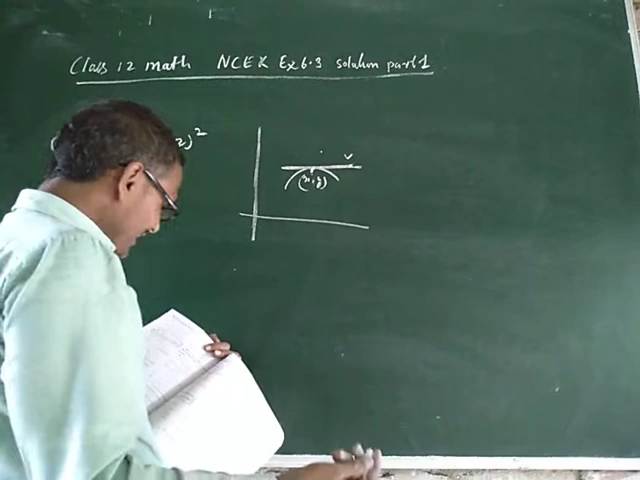 Class 12 math NCER Ex 6.3 solution part 1
2)²
(x, y)